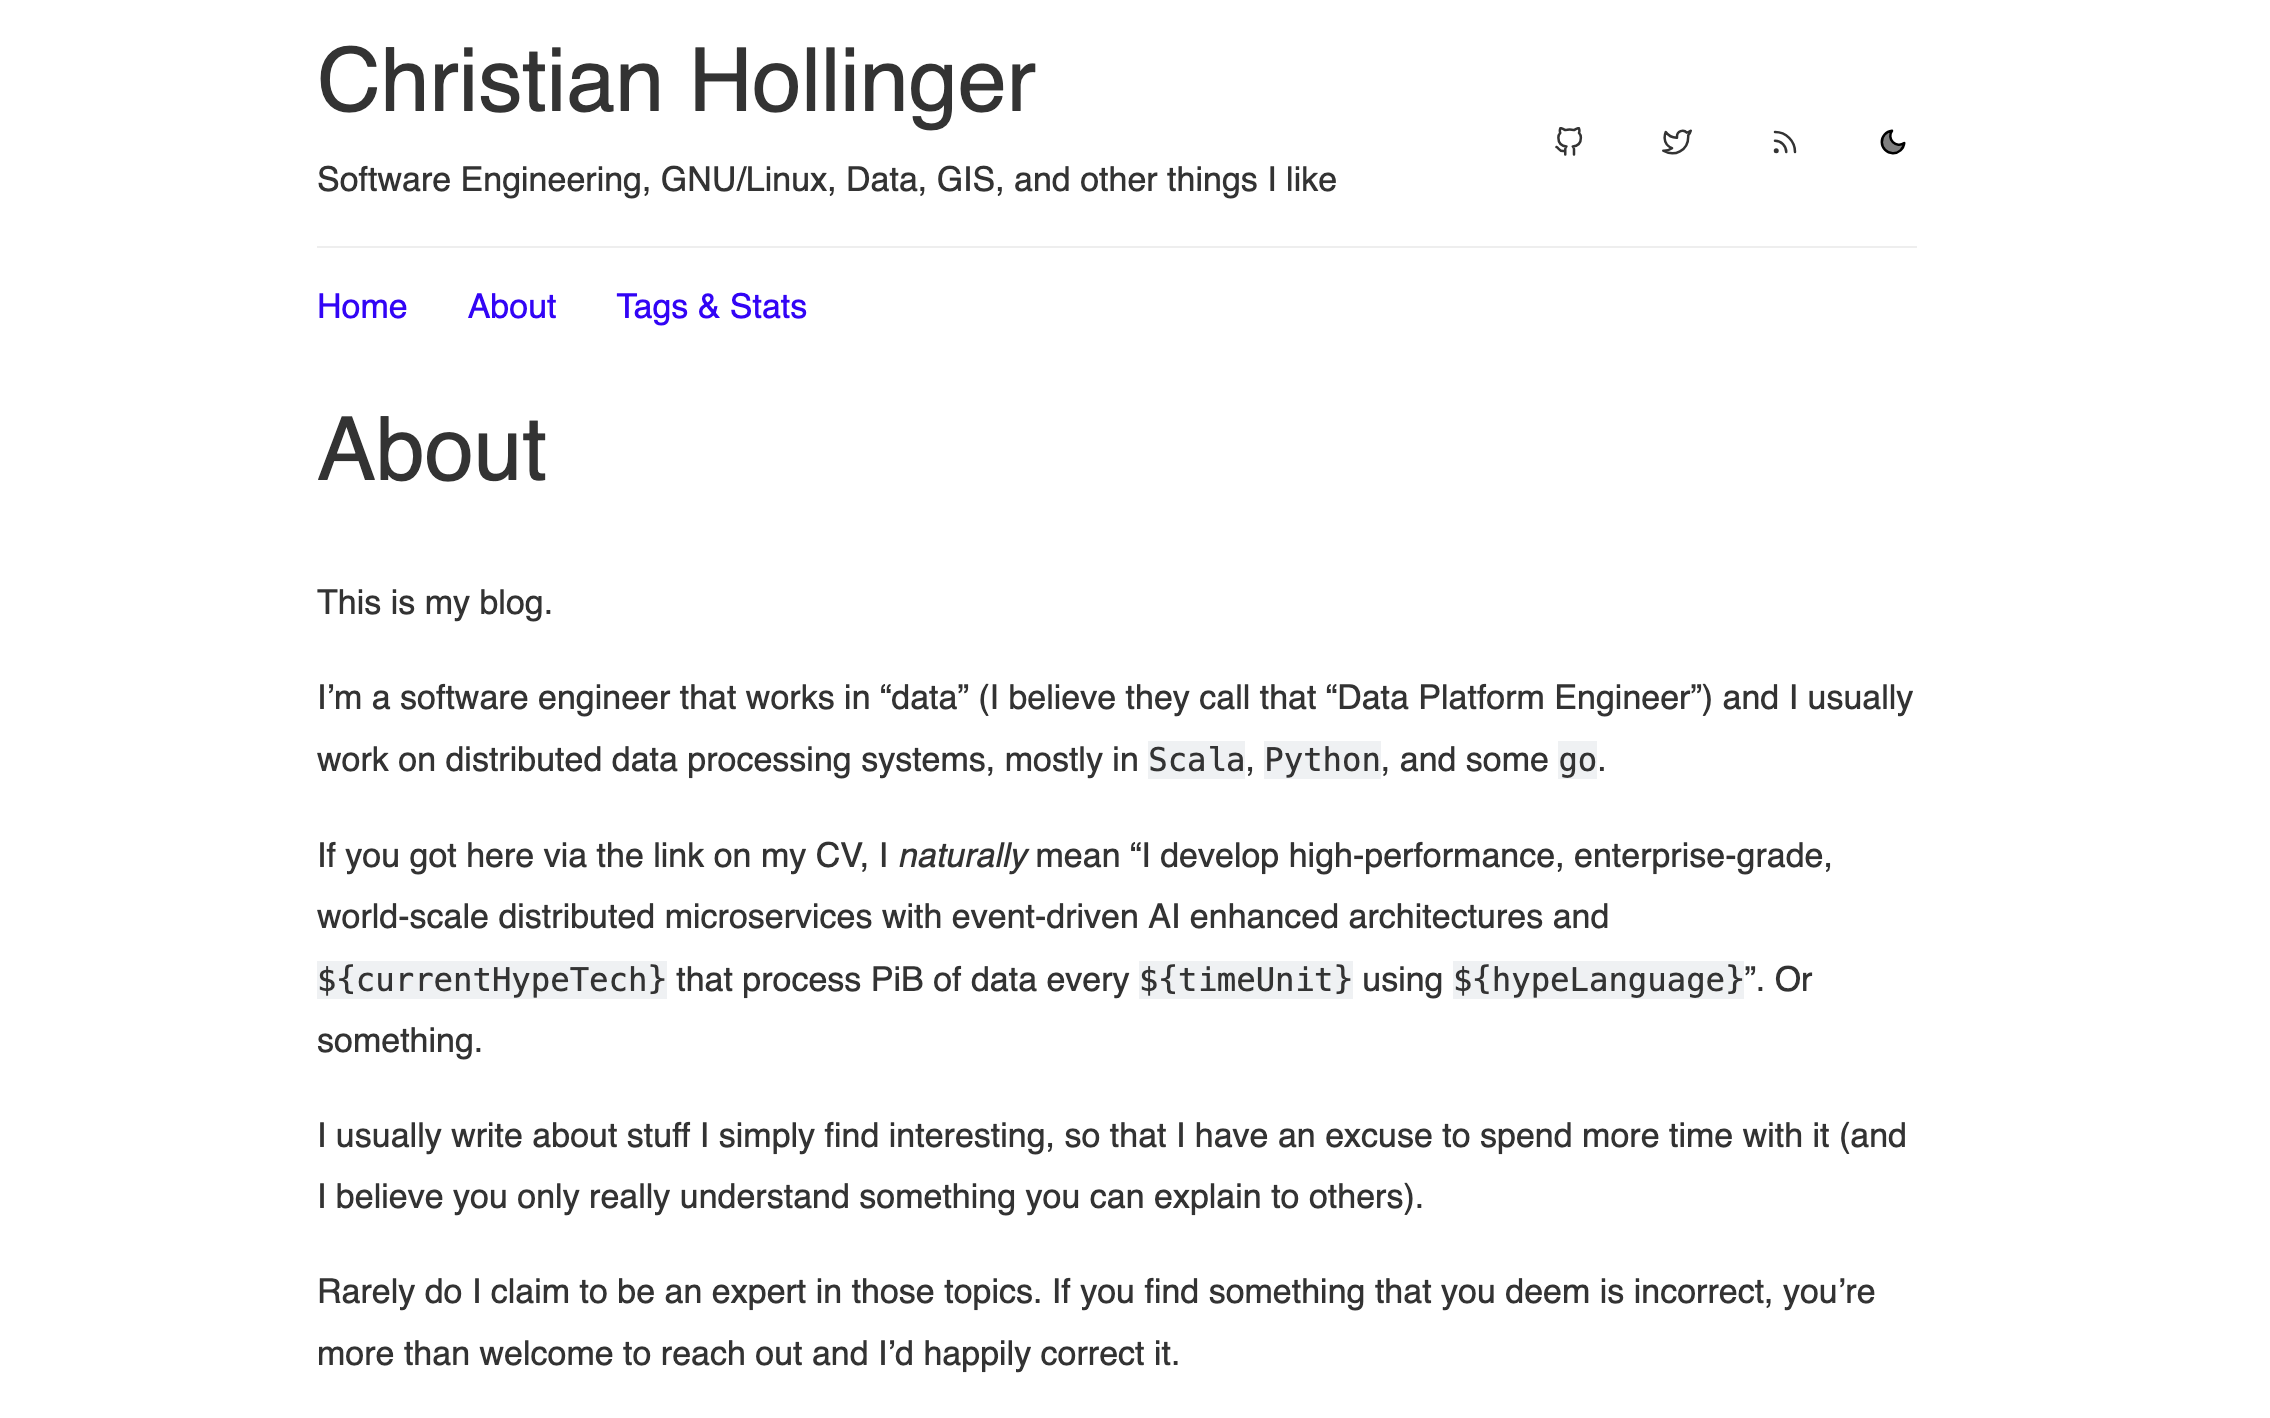 Christian Hollinger
Software Engineering, GNU/Linux, Data, GIS, and other things I like
Home About Tags & Stats
About
This is my blog.
I’m a software engineer that works in “data” (I believe they call that “Data Platform Engineer”) and I usually
work on distributed data processing systems, mostly in Scala, Python, and some go.
If you got here via the link on my CV, I naturally mean “I develop high-performance, enterprise-grade,
world-scale distributed microservices with event-driven AI enhanced architectures and
${currentHypeTech} that process PiB of data every ${timeUnit} using ${hypeLanguage}”. Or
something.
I usually write about stuff I simply find interesting, so that I have an excuse to spend more time with it (and
I believe you only really understand something you can explain to others).
Rarely do I claim to be an expert in those topics. If you find something that you deem is incorrect, you’re
more than welcome to reach out and I’d happily correct it.